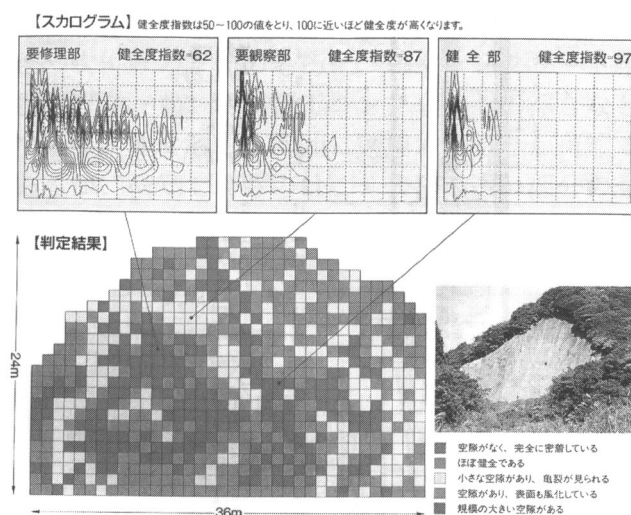 【スカログラム】 健全度指数は50~100の値をとり、100に近いほど健全度が高くなります。
要修理部 健全度指数=62
要観察部 健全度指数=87
健全部 健全度指数=97
【判定結果】
24m
36m
空隙がなく、完全に密着している
ほぼ健全である
小さな空隙があり、亀裂が見られる
空隙があり、表面も風化している
規模の大きい空隙がある